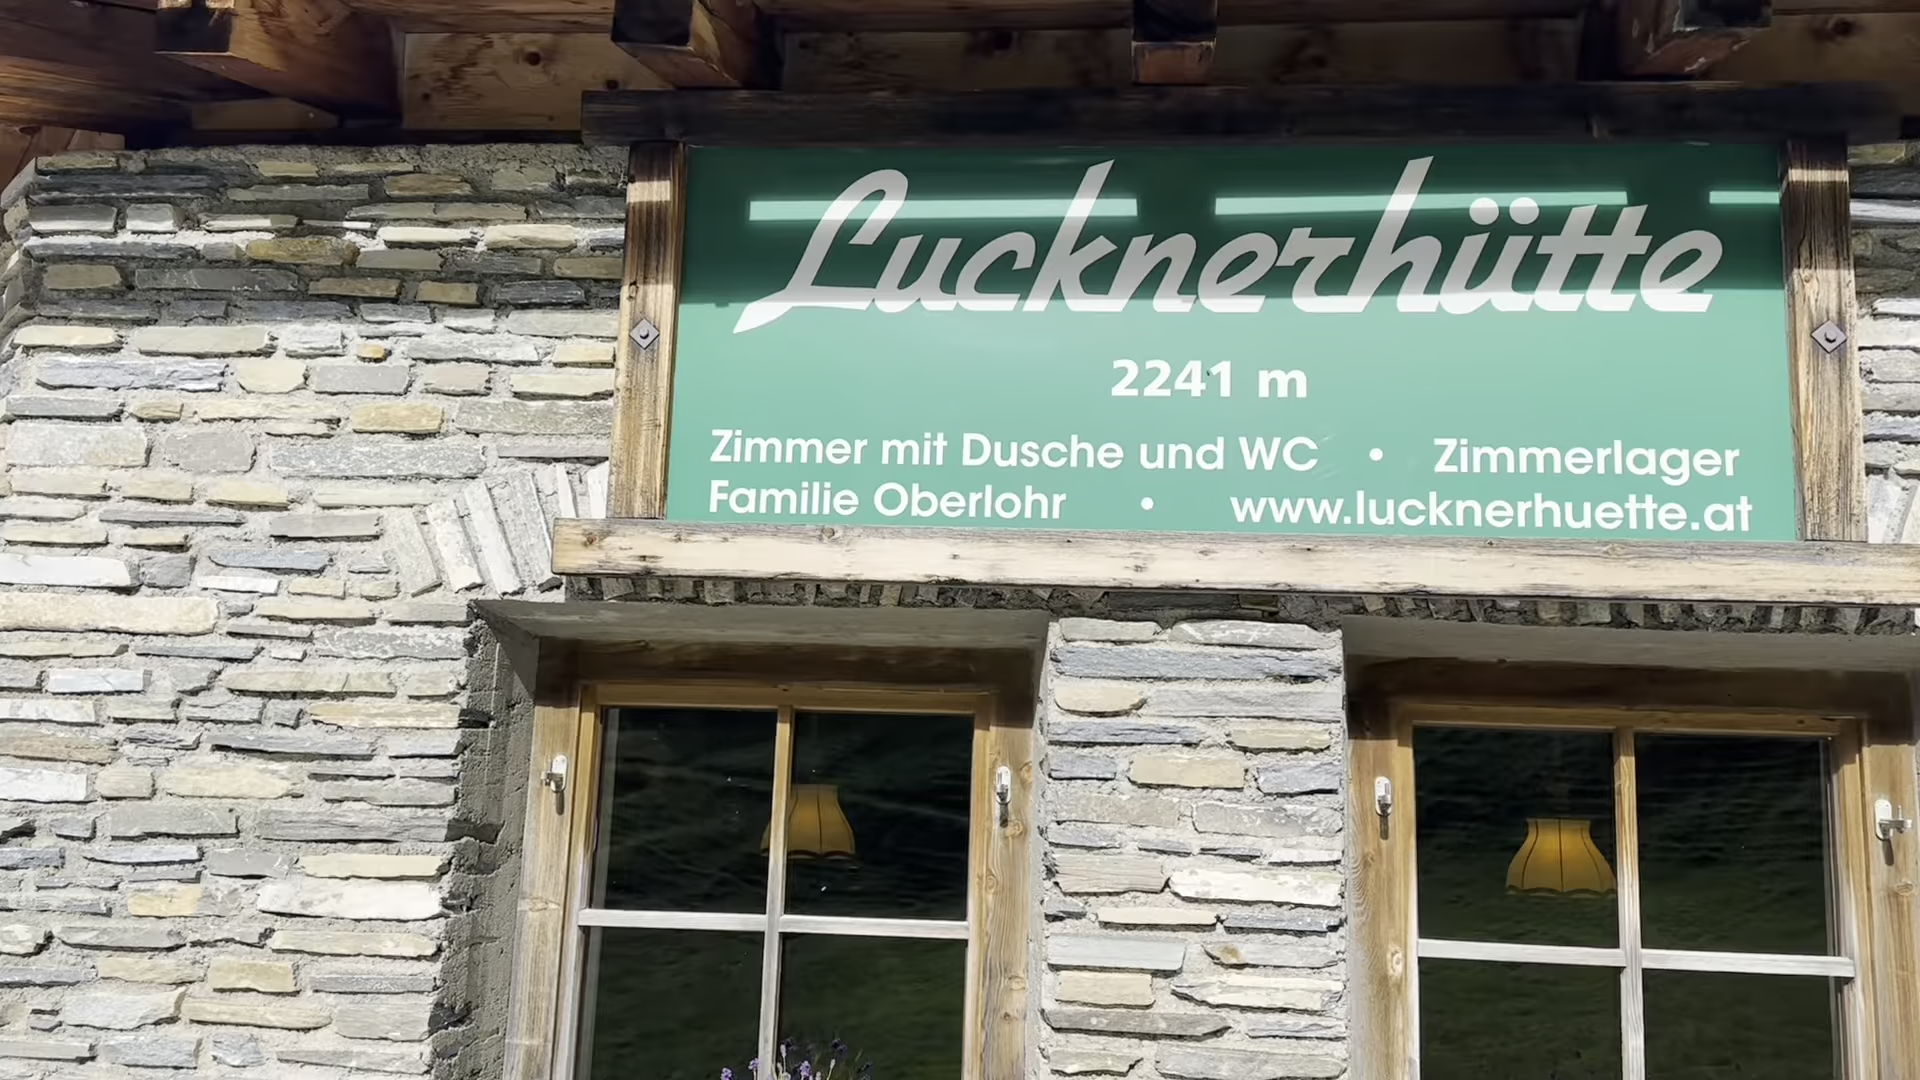 Lucknerhütte
2241 m
Zimmer mit Dusche und WC • Zimmerlager
Familie Oberlohr • www.lucknerhuette.at